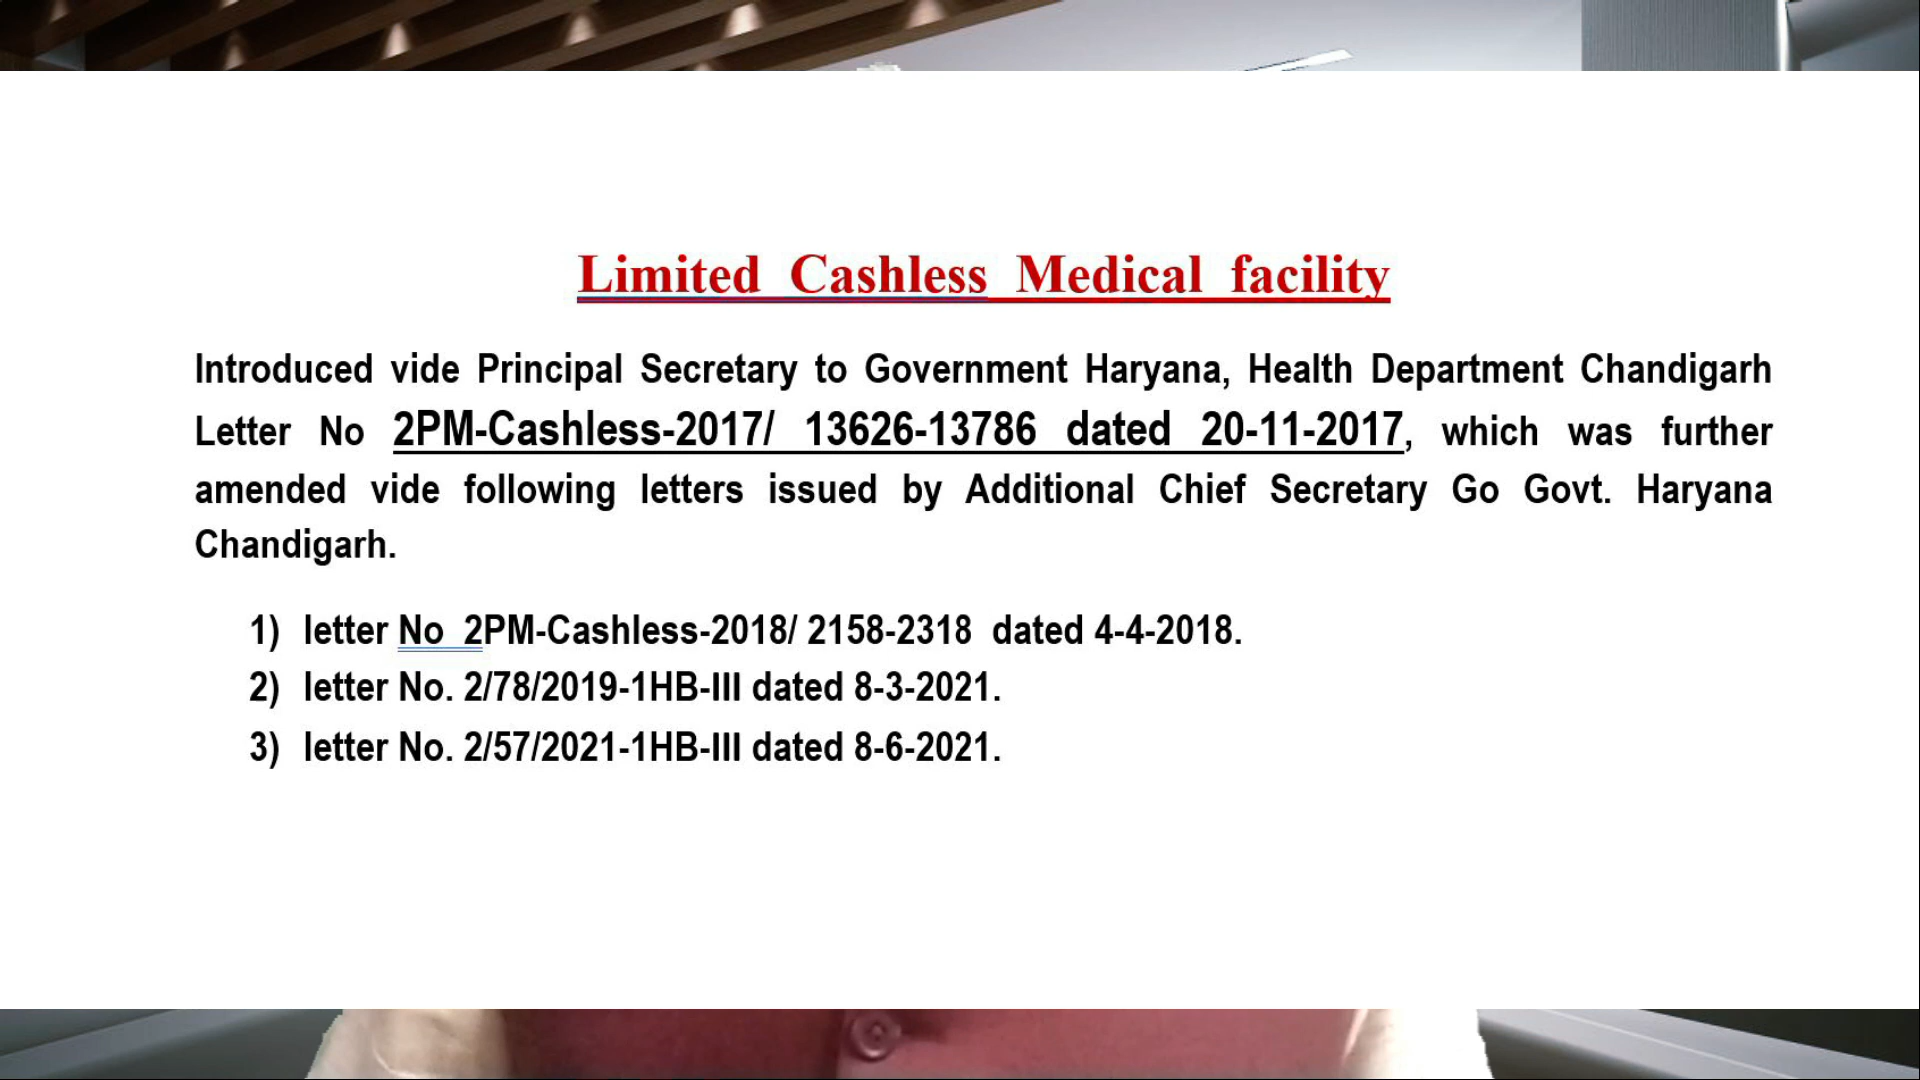 Limited Cashless Medical facility
Introduced vide Principal Secretary to Government Haryana, Health Department Chandigarh
Letter No 2PM-Cashless-2017/ 13626-13786 dated 20-11-2017, which was further
amended vide following letters issued by Additional Chief Secretary Go Govt. Haryana
Chandigarh.
1) letter No 2PM-Cashless-2018/ 2158-2318 dated 4-4-2018.
2) letter No. 2/78/2019-1HB-III dated 8-3-2021.
3) letter No. 2/57/2021-1HB-III dated 8-6-2021.